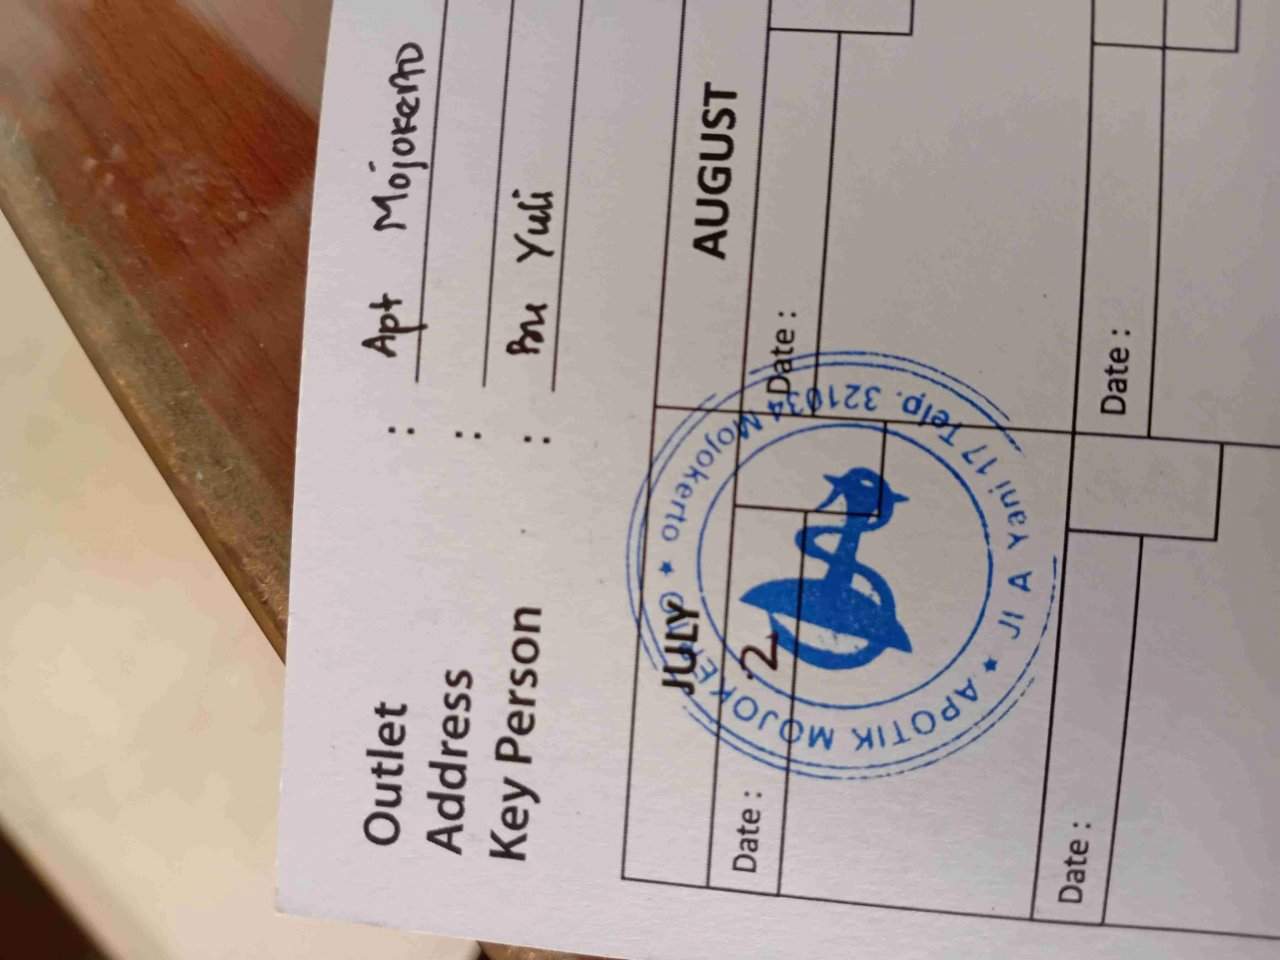 Outlet : Apt Mojokerto
Address :
Key Person : Bu Yuli
JULY AUGUST
Date : 2 Date :
Date : Date :
APOTIK MOJOKERTO
Jl A Yani 17 Telp. 321034 Mojokerto